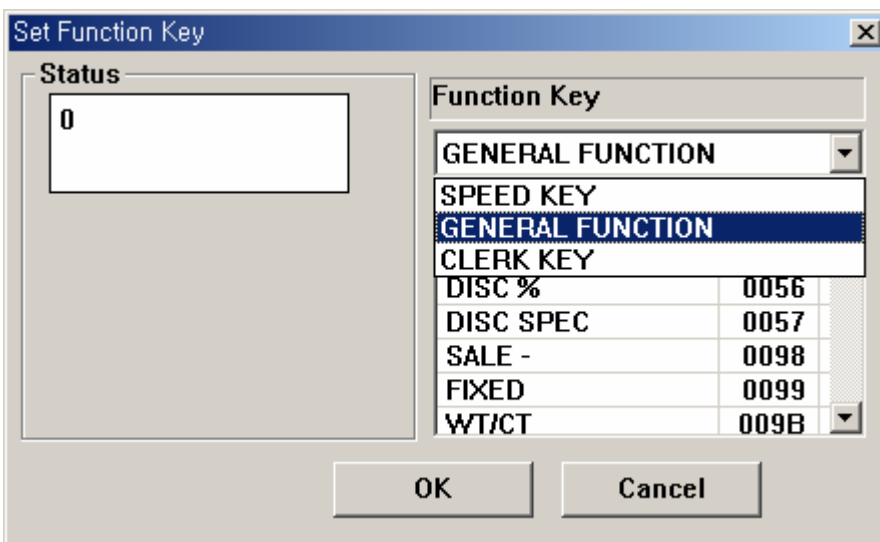 Set Function Key
Status
0
Function Key
GENERAL FUNCTION
SPEED KEY
GENERAL FUNCTION
CLERK KEY
DISC % 0056
DISC SPEC 0057
SALE - 0098
FIXED 0099
WT/CT 009B
OK Cancel